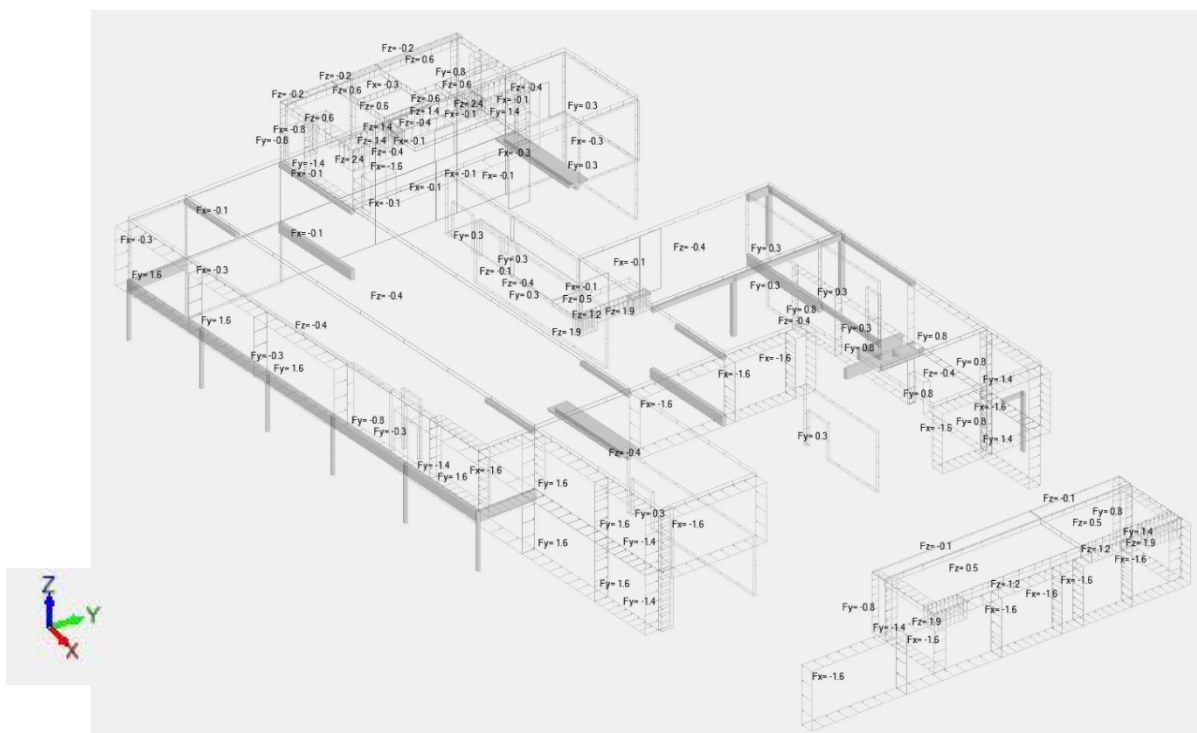 Fz= -0.2
Fz= 0.6
Fz= -0.2
Fy= 0.8
Fx= -0.3
Fz= 0.6
Fz= -0.4
Fz= -0.2
Fz= 0.6
Fz= 0.6
Fx= -0.1
Fz= 0.6
Fz= 2.4
Fy= 0.3
Fz= 1.4
Fx= -0.1
Fy= 1.4
Fz= 0.6
Fz= -0.4
Fx= -0.8
Fz= 1.4
Fy= -0.8
Fz= 1.4
Fx= -0.1
Fx= -0.3
Fz= 2.4
Fz= -0.4
Fx= -0.3
Fy= -1.4
Fx= -1.6
Fy= 0.3
Fx= -0.1
Fx= -0.1
Fx= -0.1
Fx= -0.1
Fx= -0.1
Fx= -0.1
Fx= -0.3
Fx= -0.1
Fy= 0.3
Fz= -0.4
Fy= 0.3
Fy= 0.3
Fx= -0.1
Fy= 1.6
Fx= -0.3
Fz= -0.1
Fz= -0.4
Fx= -0.1
Fy= 0.3
Fy= 0.3
Fz= -0.4
Fy= 0.3
Fz= 0.5
Fy= 0.8
Fy= 1.6
Fz= -0.4
Fz= 1.2
Fz= 1.9
Fz= -0.4
Fy= 0.3
Fz= 1.9
Fy= 0.8
Fy= -0.3
Fy= 1.6
Fx= -1.6
Fx= -1.6
Fy= 0.8
Fy= 0.8
Fz= -0.4
Fy= 1.4
Fy= 0.8
Fx= -1.6
Fx= -1.6
Fy= -0.8
Fy= -0.3
Fx= -1.6
Fy= 0.8
Fy= 0.3
Fy= 1.4
Fz= -0.4
Fy= -1.4
Fx= -1.6
Fy= 1.6
Fy= 1.6
Fy= 0.3
Fx= -1.6
Fy= 1.6
Fy= 1.6
Fy= -1.4
Fy= 1.6
Fy= -1.4
Fz= -0.1
Fy= 0.8
Fz= 0.5
Fy= 1.4
Fz= 1.9
Fz= -0.1
Fz= 1.2
Fx= -1.6
Fz= 0.5
Fz= 1.2
Fx= -1.6
Fx= -1.6
Fy= -0.8
Fx= -1.6
Fy= -1.4
Fz= 1.9
Fx= -1.6
Fx= -1.6
Z
Y
X